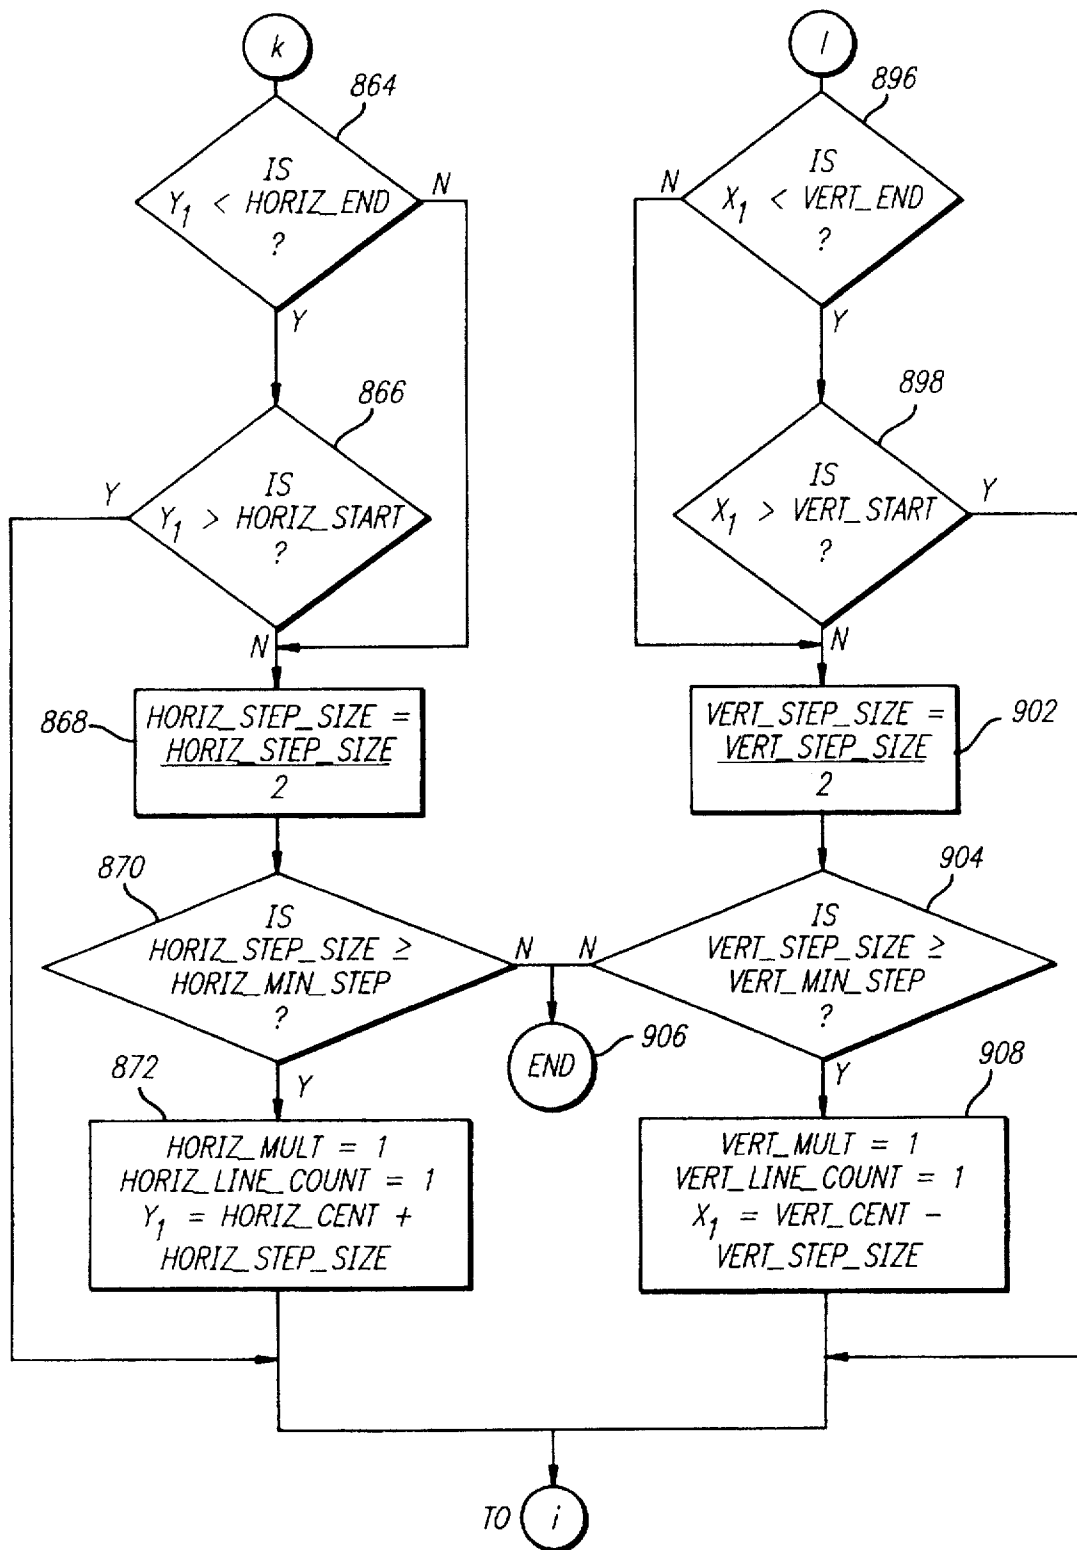 k
864
IS
Y1 < HORIZ_END
?
N
Y
866
IS
Y1 > HORIZ_START
?
Y
N
868
HORIZ_STEP_SIZE =
HORIZ_STEP_SIZE
2
870
IS
HORIZ_STEP_SIZE ≥
HORIZ_MIN_STEP
?
N
Y
872
HORIZ_MULT = 1
HORIZ_LINE_COUNT = 1
Y1 = HORIZ_CENT +
HORIZ_STEP_SIZE
l
896
IS
X1 < VERT_END
?
N
Y
898
IS
X1 > VERT_START
?
Y
N
902
VERT_STEP_SIZE =
VERT_STEP_SIZE
2
904
IS
VERT_STEP_SIZE ≥
VERT_MIN_STEP
?
N
Y
END
906
908
VERT_MULT = 1
VERT_LINE_COUNT = 1
X1 = VERT_CENT -
VERT_STEP_SIZE
TO i